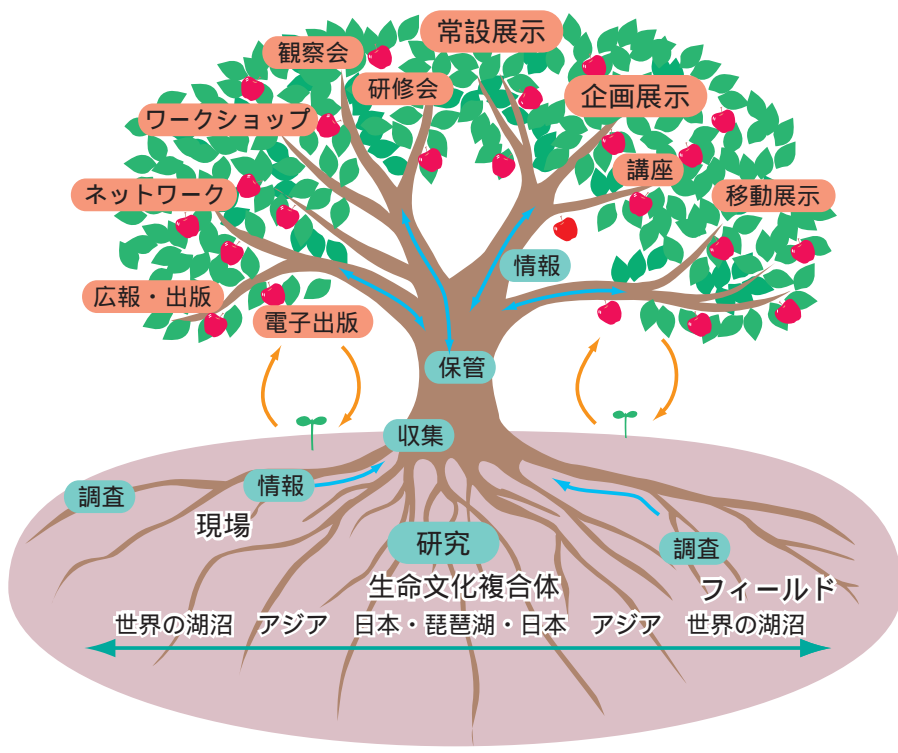 常設展示
観察会
研修会
企画展示
ワークショップ
講座
ネットワーク
移動展示
情報
広報・出版
電子出版
保管
収集
情報
調査
現場
研究
調査
生命文化複合体
フィールド
世界の湖沼 アジア 日本・琵琶湖・日本 アジア 世界の湖沼